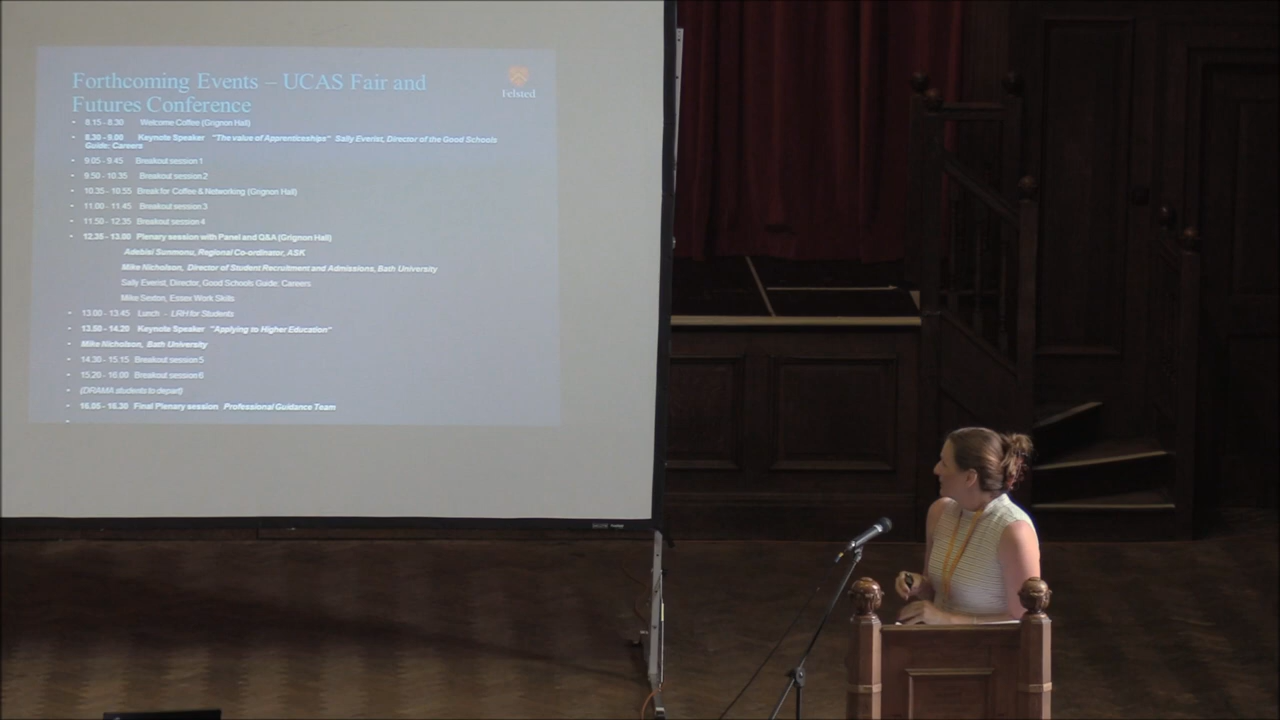 Forthcoming Events – UCAS Fair and
Futures Conference
Felsted
• 8.15 - 8.30 Welcome Coffee (Grignon Hall)
• 8.30 - 9.00 Keynote Speaker "The value of Apprenticeships" Sally Everist, Director of the Good Schools
Guide: Careers
• 9.05 - 9.45 Breakout session 1
• 9.50 - 10.35 Breakout session 2
• 10.35 - 10.55 Break for Coffee & Networking (Grignon Hall)
• 11.00 - 11.45 Breakout session 3
• 11.50 - 12.35 Breakout session 4
• 12.35 - 13.00 Plenary session with Panel and Q&A (Grignon Hall)
Adebisi Sunmonu, Regional Co-ordinator, ASK
Mike Nicholson, Director of Student Recruitment and Admissions, Bath University
Sally Everist, Director, Good Schools Guide: Careers
Mike Sexton, Essex Work Skills
• 13.00 - 13.45 Lunch - LRH for Students
• 13.50 - 14.20 Keynote Speaker "Applying to Higher Education"
• Mike Nicholson, Bath University
• 14.30 - 15.15 Breakout session 5
• 15.20 - 16.00 Breakout session 6
• (DRAMA students to depart)
• 16.05 - 16.30 Final Plenary session Professional Guidance Team